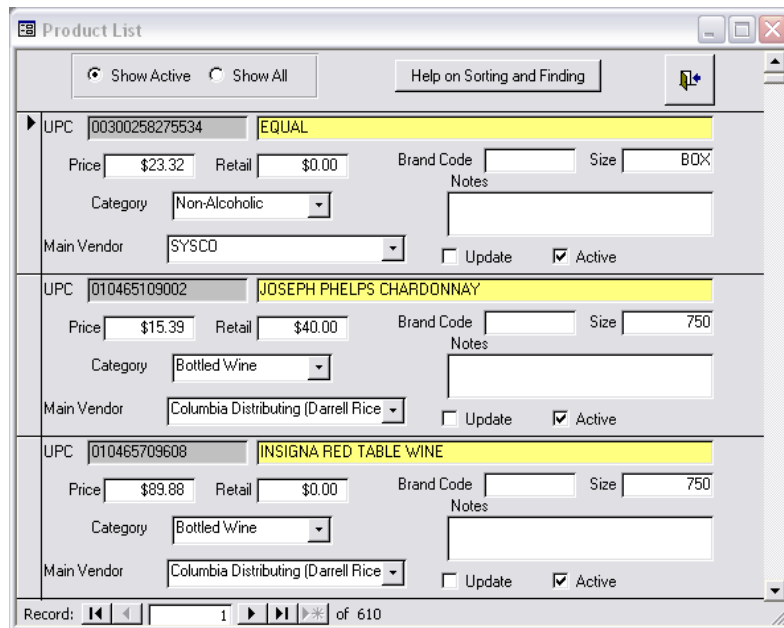 Product List
Show Active Show All Help on Sorting and Finding
UPC 00300258275534 EQUAL
Price $23.32 Retail $0.00 Brand Code Size BOX
Notes
Category Non-Alcoholic
Main Vendor SYSCO
Update Active
UPC 010465109002 JOSEPH PHELPS CHARDONNAY
Price $15.39 Retail $40.00 Brand Code Size 750
Notes
Category Bottled Wine
Main Vendor Columbia Distributing (Darrell Rice
Update Active
UPC 010465709608 INSIGNA RED TABLE WINE
Price $89.88 Retail $0.00 Brand Code Size 750
Notes
Category Bottled Wine
Main Vendor Columbia Distributing (Darrell Rice
Update Active
Record: 1 of 610